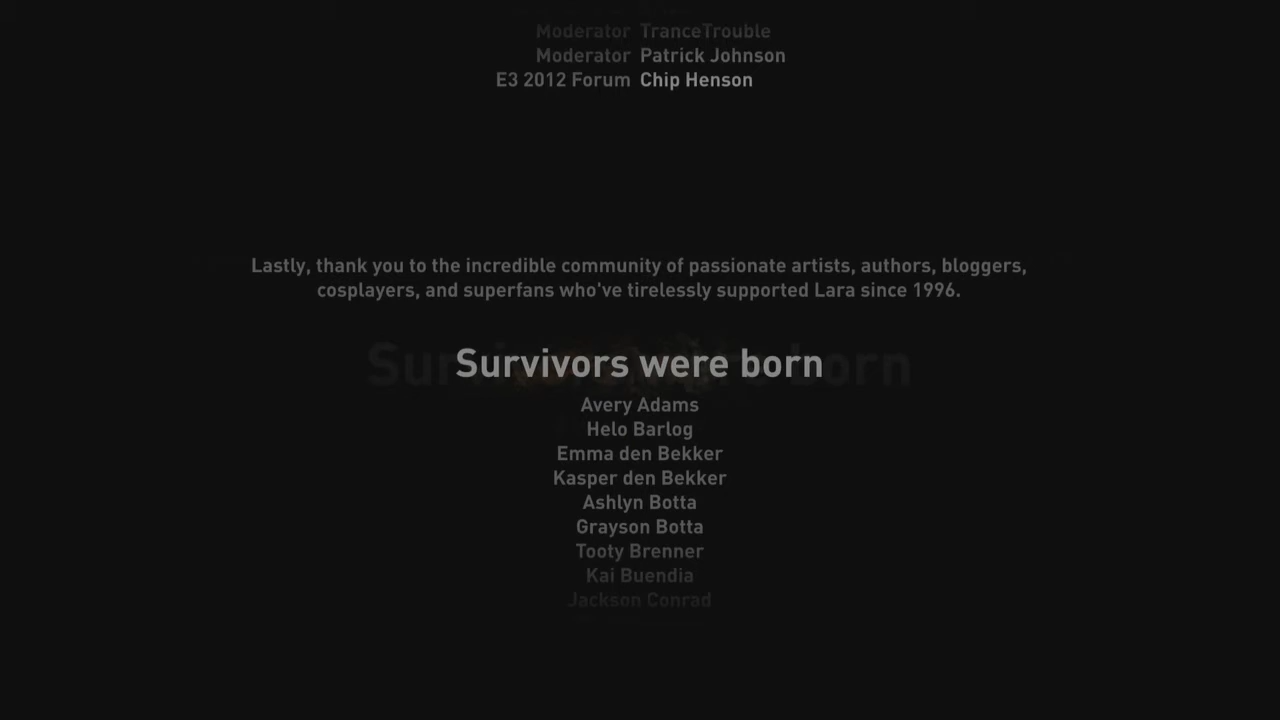 Moderator TranceTrouble
Moderator Patrick Johnson
E3 2012 Forum Chip Henson
Lastly, thank you to the incredible community of passionate artists, authors, bloggers,
cosplayers, and superfans who've tirelessly supported Lara since 1996.
Survivors were born
Avery Adams
Helo Barlog
Emma den Bekker
Kasper den Bekker
Ashlyn Botta
Grayson Botta
Tooty Brenner
Kai Buendia
Jackson Conrad